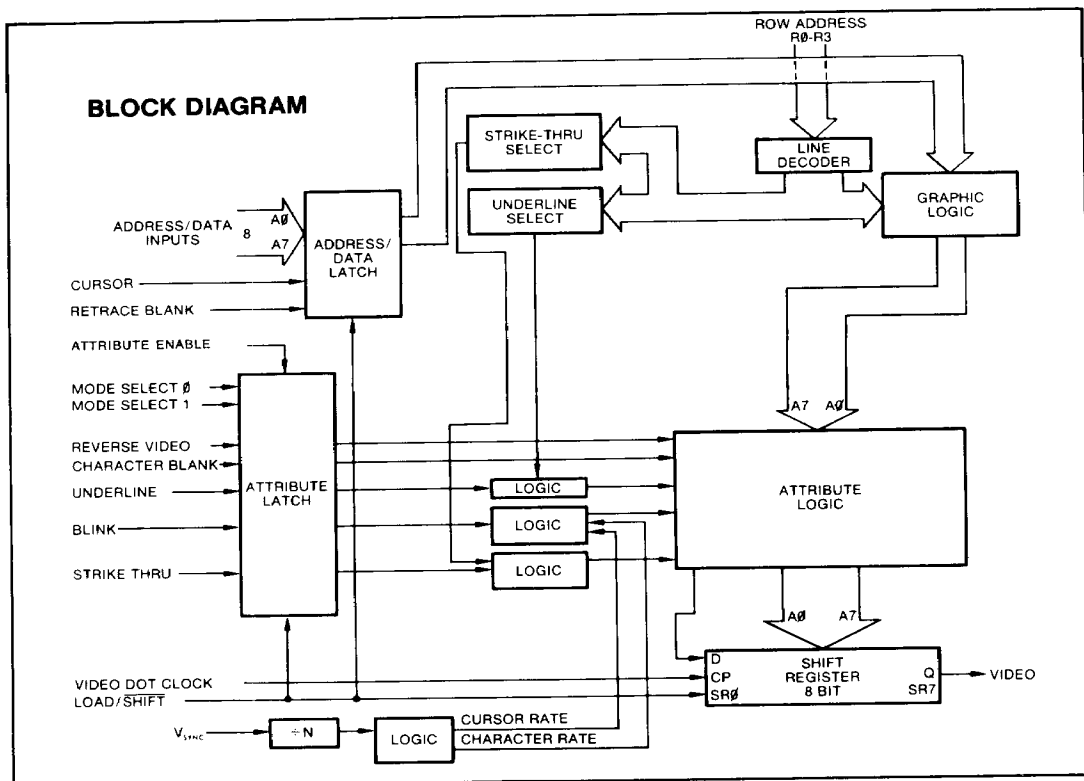 BLOCK DIAGRAM
ROW ADDRESS
RØ-R3
STRIKE-THRU
SELECT
LINE
DECODER
UNDERLINE
SELECT
GRAPHIC
LOGIC
ADDRESS/DATA
INPUTS
8
AØ
A7
ADDRESS/
DATA
LATCH
CURSOR
RETRACE BLANK
ATTRIBUTE ENABLE
MODE SELECT Ø
MODE SELECT 1
REVERSE VIDEO
CHARACTER BLANK
UNDERLINE
BLINK
STRIKE THRU
ATTRIBUTE
LATCH
LOGIC
LOGIC
LOGIC
A7 AØ
ATTRIBUTE
LOGIC
AØ A7
D
CP
SRØ
SHIFT
REGISTER
8 BIT
Q
SR7
VIDEO
VIDEO DOT CLOCK
LOAD/SHIFT
VSYNC
÷N
LOGIC
CURSOR RATE
CHARACTER RATE